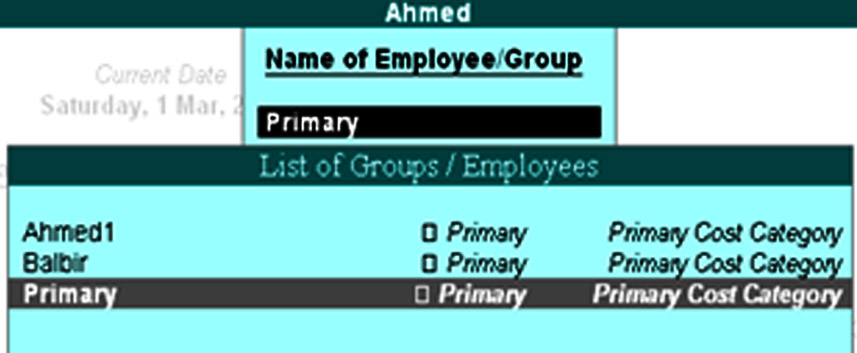 Ahmed
Name of Employee/Group
Current Date
Saturday, 1 Mar, 2
Primary
List of Groups / Employees
Ahmed1 □ Primary Primary Cost Category
Balbir □ Primary Primary Cost Category
Primary □ Primary Primary Cost Category